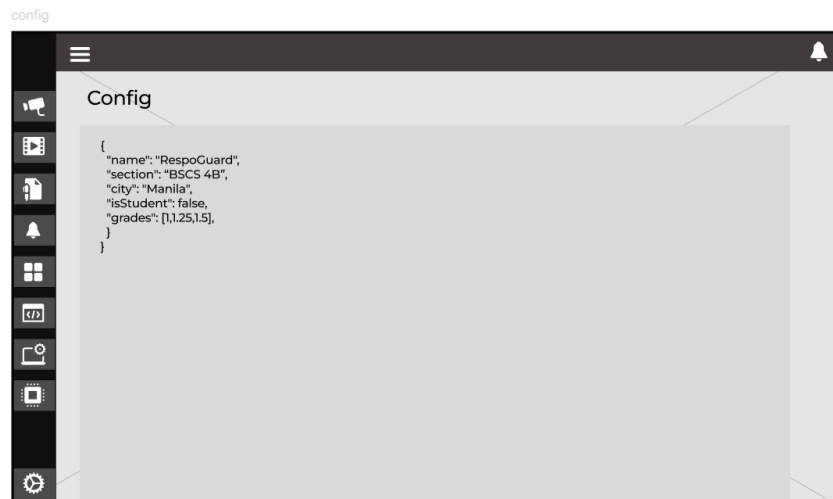 config
Config
{
"name": "RespoGuard",
"section": “BSCS 4B”,
"city": "Manila",
"isStudent": false,
"grades": [1,1.25,1.5],
}
}